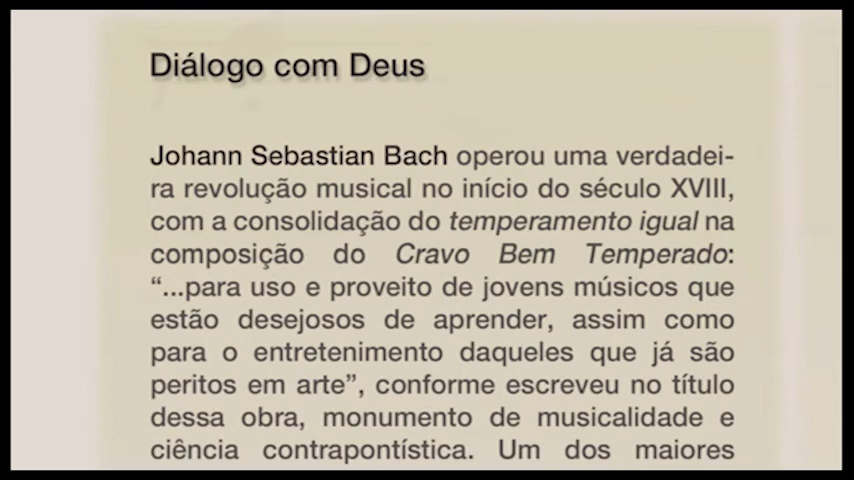 Diálogo com Deus
Johann Sebastian Bach operou uma verdadei-
ra revolução musical no início do século XVIII,
com a consolidação do temperamento igual na
composição do Cravo Bem Temperado:
“...para uso e proveito de jovens músicos que
estão desejosos de aprender, assim como
para o entretenimento daqueles que já são
peritos em arte”, conforme escreveu no título
dessa obra, monumento de musicalidade e
ciência contrapontística. Um dos maiores